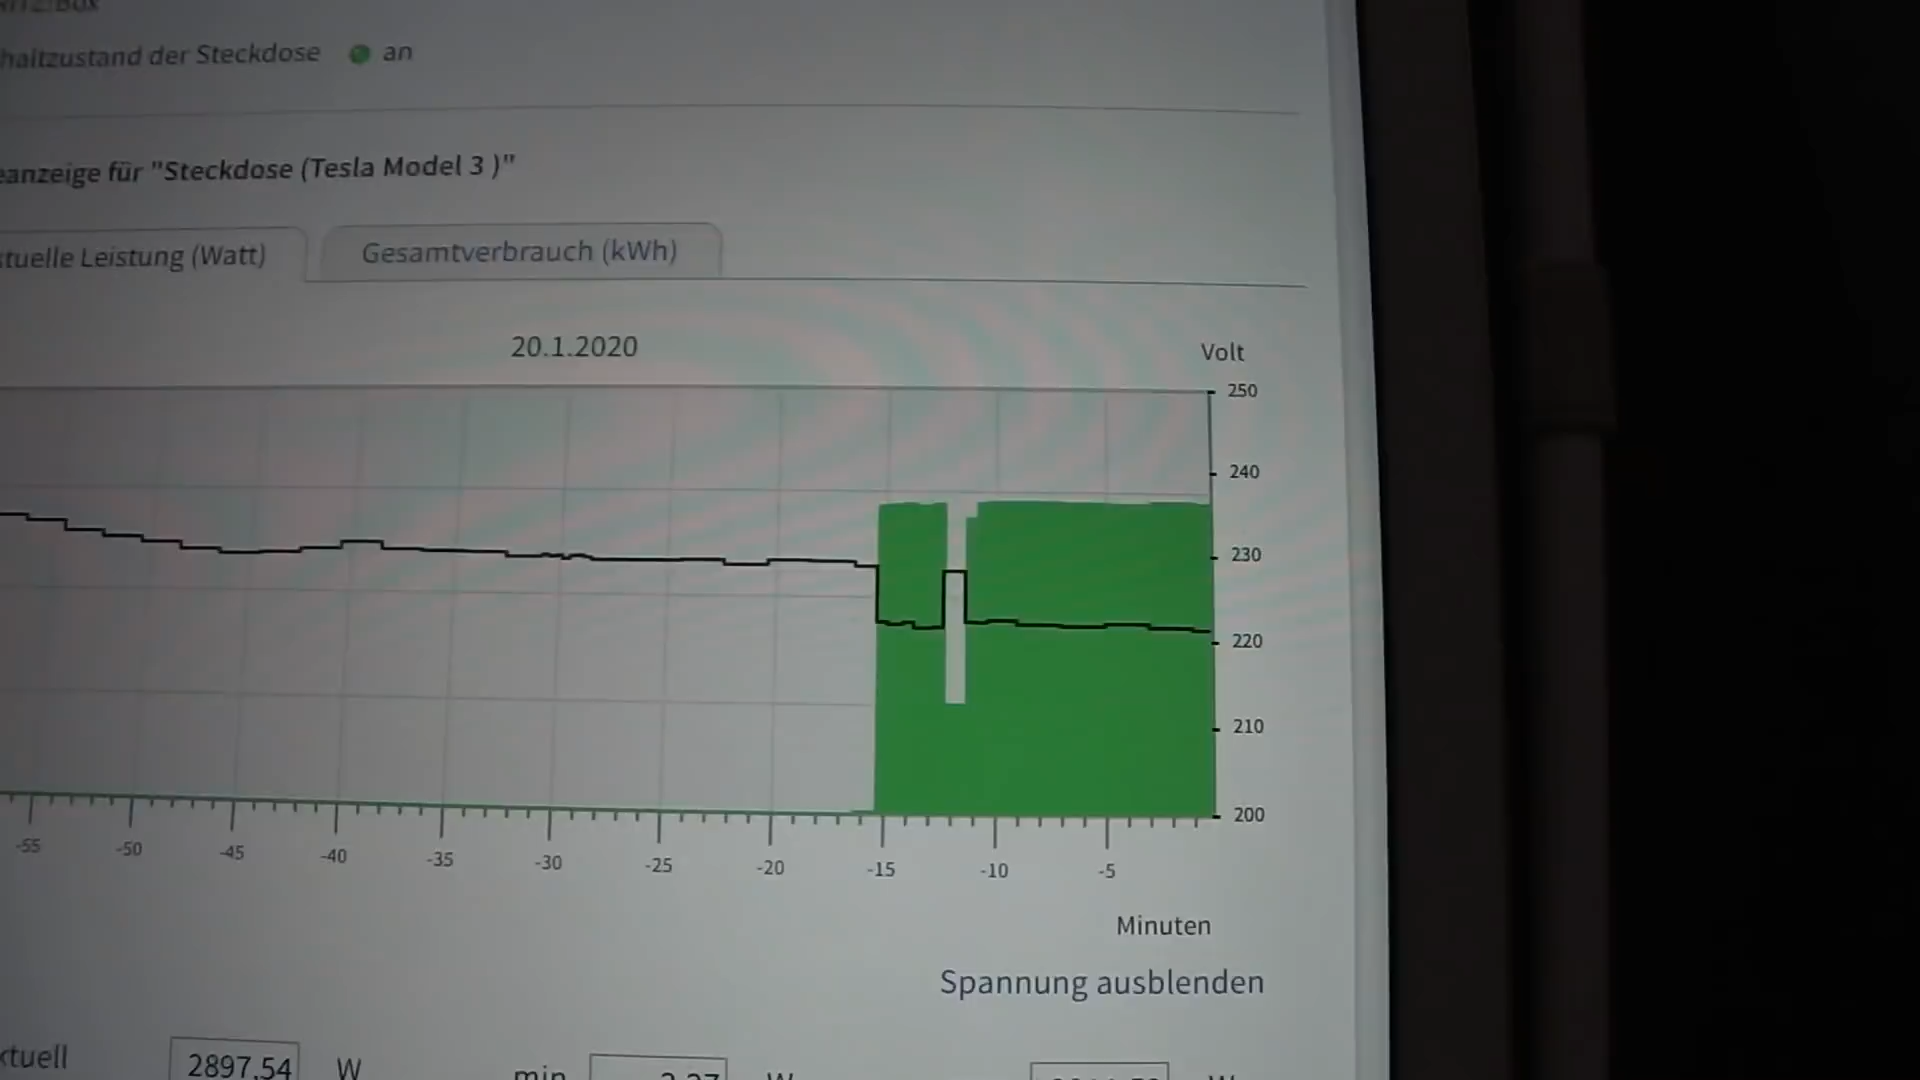 haltzustand der Steckdose an
eanzeige für "Steckdose (Tesla Model 3 )"
ktuelle Leistung (Watt) Gesamtverbrauch (kWh)
20.1.2020
Volt
250
240
230
220
210
200
-55 -50 -45 -40 -35 -30 -25 -20 -15 -10 -5
Minuten
Spannung ausblenden
ktuell 2897,54 W min W